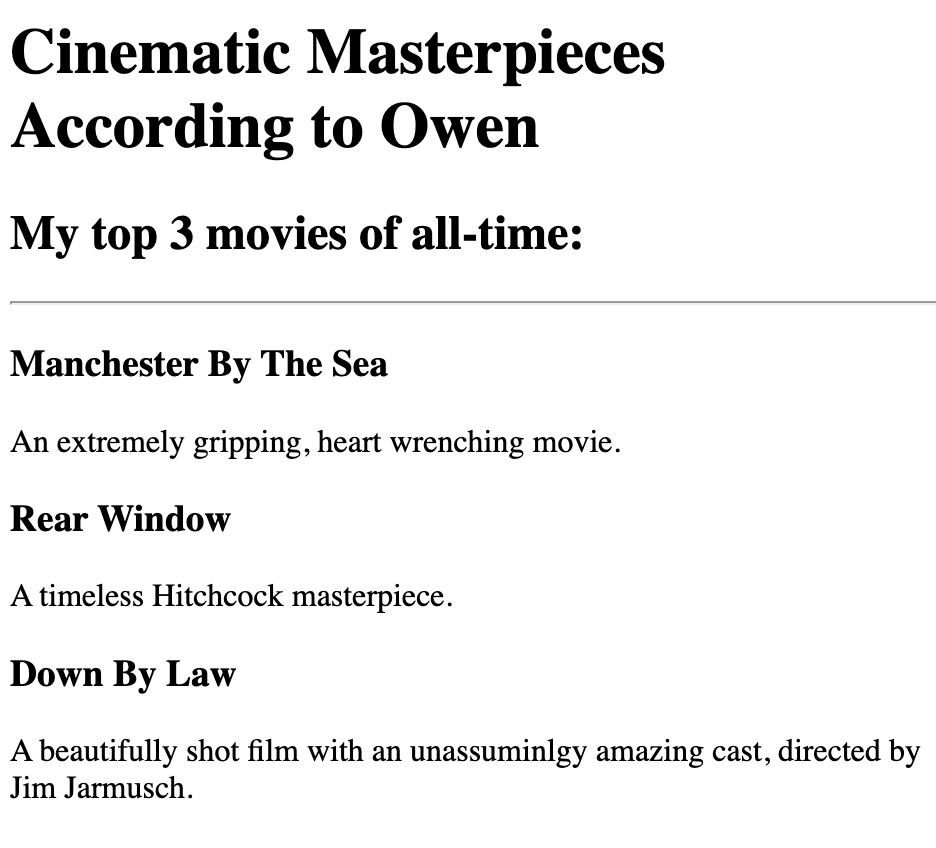 Cinematic Masterpieces
According to Owen
My top 3 movies of all-time:
Manchester By The Sea
An extremely gripping, heart wrenching movie.
Rear Window
A timeless Hitchcock masterpiece.
Down By Law
A beautifully shot film with an unassuminlgy amazing cast, directed by
Jim Jarmusch.